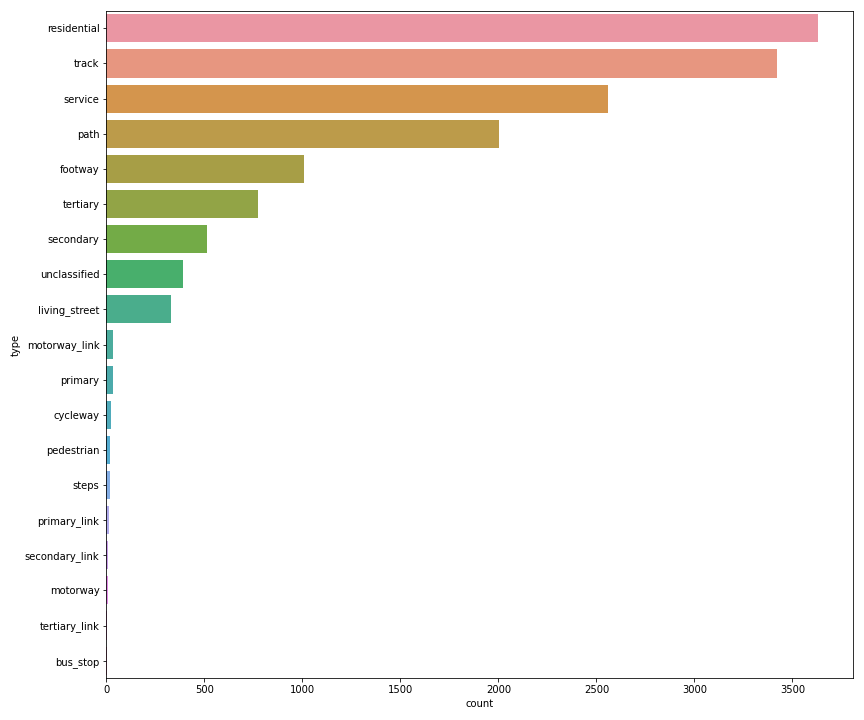 residential
track
service
path
footway
tertiary
secondary
unclassified
living_street
motorway_link
primary
cycleway
pedestrian
steps
primary_link
secondary_link
motorway
tertiary_link
bus_stop
type
0 500 1000 1500 2000 2500 3000 3500
count